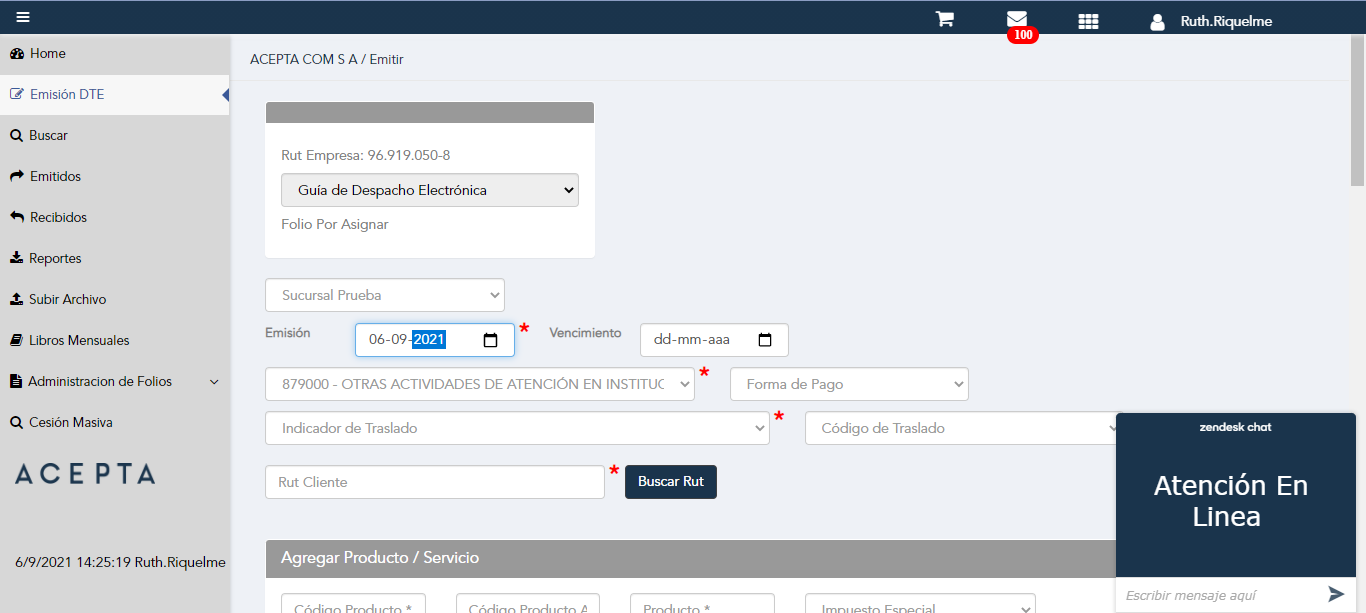 100
Ruth.Riquelme
Home
Emisión DTE
Buscar
Emitidos
Recibidos
Reportes
Subir Archivo
Libros Mensuales
Administracion de Folios
Cesión Masiva
ACEPTA
6/9/2021 14:25:19 Ruth.Riquelme
ACEPTA COM S A / Emitir
Rut Empresa: 96.919.050-8
Guía de Despacho Electrónica
Folio Por Asignar
Sucursal Prueba
Emisión 06-09-2021 * Vencimiento dd-mm-aaa
879000 - OTRAS ACTIVIDADES DE ATENCIÓN EN INSTITUC * Forma de Pago
Indicador de Traslado * Código de Traslado
Rut Cliente * Buscar Rut
Agregar Producto / Servicio
Código Producto * Código Producto A Producto * Impuesto Especial
zendesk chat
Atención En
Linea
Escribir mensaje aquí